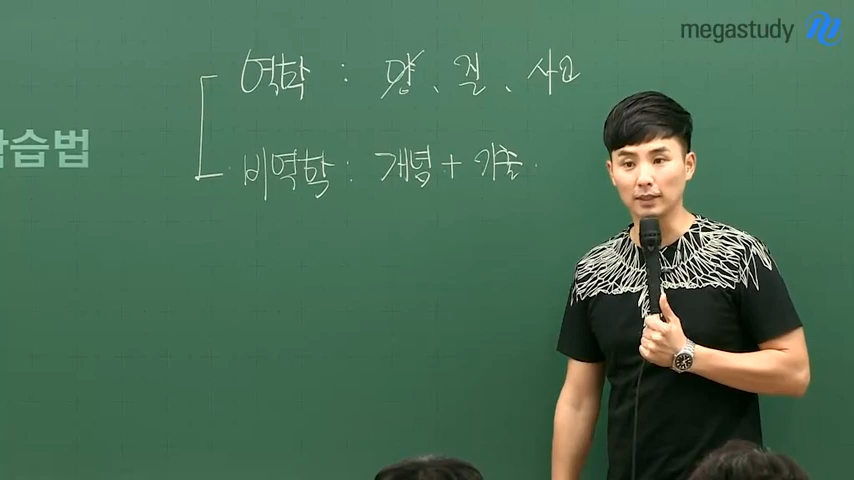 megastudy
학습법
역학 : 양, 질, 사고
비역학 : 개념 + 기출.